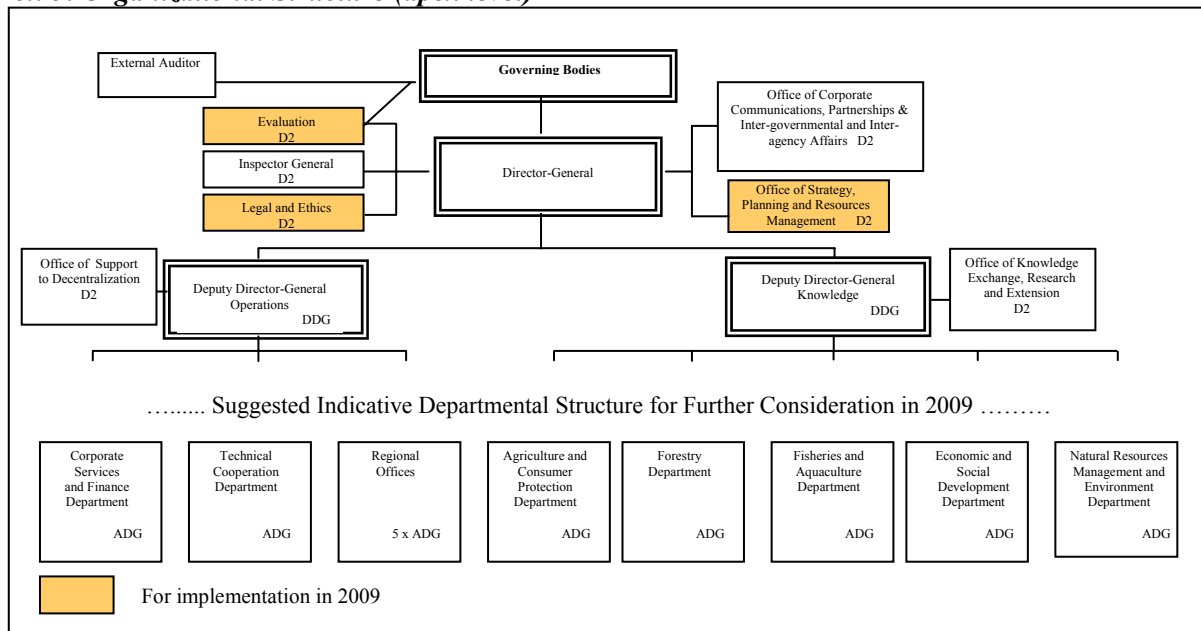 Organizational Structure (apex level)
External Auditor
Governing Bodies
Evaluation
D2
Inspector General
D2
Legal and Ethics
D2
Director-General
Office of Corporate
Communications, Partnerships &
Inter-governmental and Inter-
agency Affairs D2
Office of Strategy,
Planning and Resources
Management D2
Office of Support
to Decentralization
D2
Deputy Director-General
Operations
DDG
Deputy Director-General
Knowledge
DDG
Office of Knowledge
Exchange, Research
and Extension
D2
…...... Suggested Indicative Departmental Structure for Further Consideration in 2009 ………
Corporate
Services
and Finance
Department
ADG
Technical
Cooperation
Department
ADG
Regional
Offices
5 x ADG
Agriculture and
Consumer
Protection
Department
ADG
Forestry
Department
ADG
Fisheries and
Aquaculture
Department
ADG
Economic and
Social
Development
Department
ADG
Natural Resources
Management and
Environment
Department
ADG
For implementation in 2009